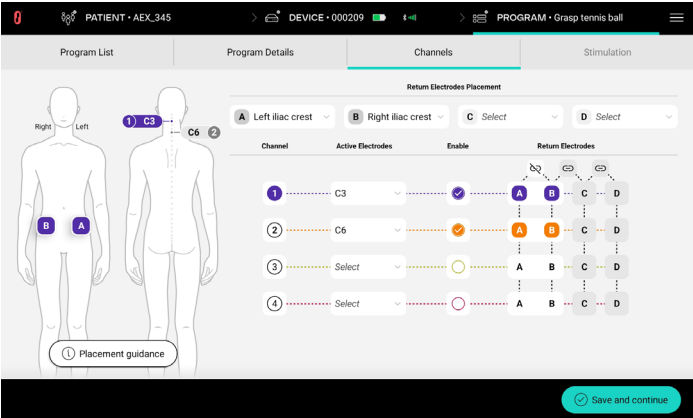 PATIENT • AEX_345
DEVICE • 000209
PROGRAM • Grasp tennis ball
Program List
Program Details
Channels
Stimulation
Right
Left
1 C3
C6 2
B
A
Placement guidance
Return Electrodes Placement
A Left iliac crest
B Right iliac crest
C Select
D Select
Channel Active Electrodes Enable Return Electrodes
1 C3 A B C D
2 C6 A B C D
3 Select A B C D
4 Select A B C D
Save and continue